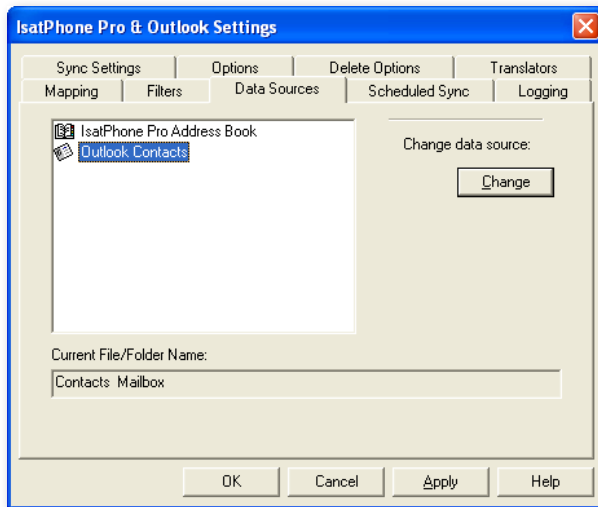 IsatPhone Pro & Outlook Settings
Sync Settings Options Delete Options Translators
Mapping Filters Data Sources Scheduled Sync Logging
IsatPhone Pro Address Book
Outlook Contacts
Change data source:
Change
Current File/Folder Name:
Contacts Mailbox
OK Cancel Apply Help